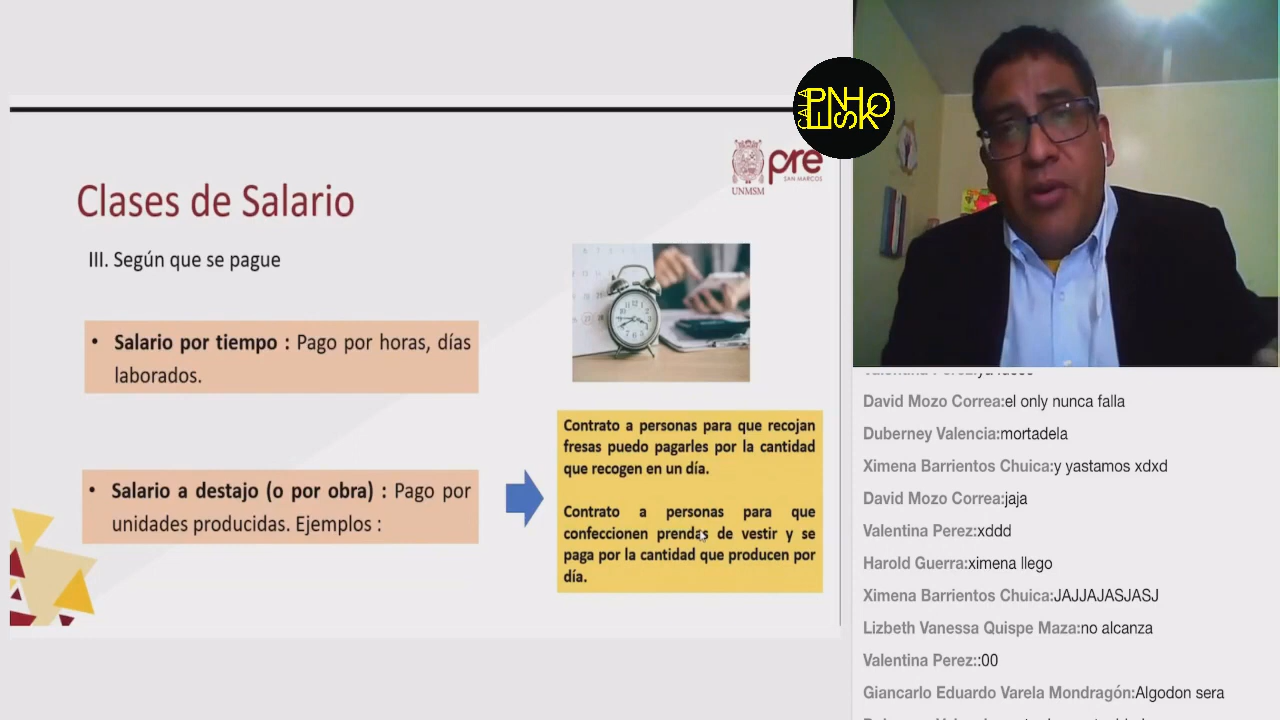 CALA
PENSHKO
UNMSM
pre
SAN MARCOS
Clases de Salario
III. Según que se pague
• Salario por tiempo : Pago por horas, días
laborados.
• Salario a destajo (o por obra) : Pago por
unidades producidas. Ejemplos :
Contrato a personas para que recojan
fresas puedo pagarles por la cantidad
que recogen en un día.
Contrato a personas para que
confeccionen prendas de vestir y se
paga por la cantidad que producen por
día.
David Mozo Correa:el only nunca falla
Duberney Valencia:mortadela
Ximena Barrientos Chuica:y yastamos xdxd
David Mozo Correa:jaja
Valentina Perez:xddd
Harold Guerra:ximena llego
Ximena Barrientos Chuica:JAJJAJASJASJ
Lizbeth Vanessa Quispe Maza:no alcanza
Valentina Perez::00
Giancarlo Eduardo Varela Mondragón:Algodon sera